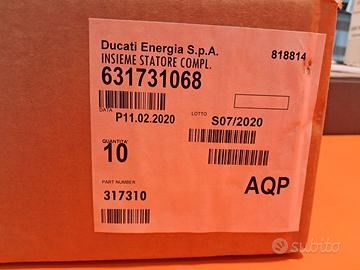 Ducati Energia S.p.A.
818814
INSIEME STATORE COMPL.
631731068
DATA
P11.02.2020
LOTTO
S07/2020
QUANTITA'
10
PART NUMBER
317310
AQP
subito